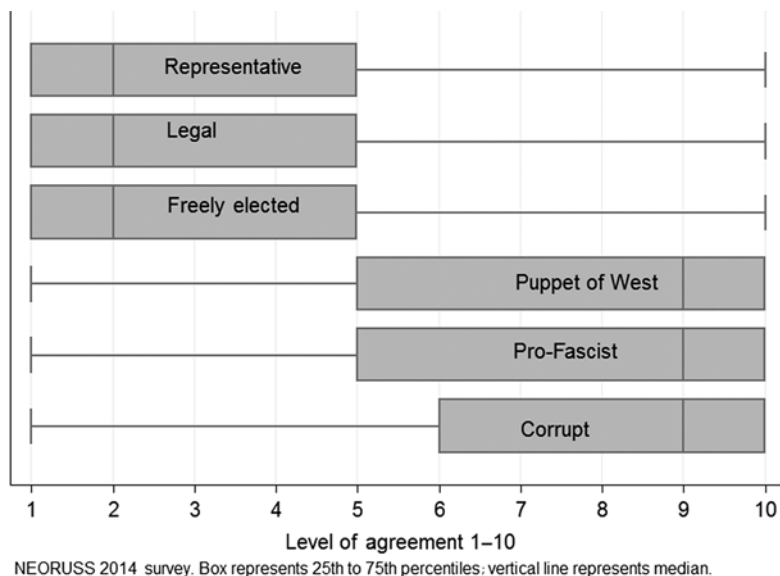 Representative
Legal
Freely elected
Puppet of West
Pro-Fascist
Corrupt
1 2 3 4 5 6 7 8 9 10
Level of agreement 1–10
NEORUSS 2014 survey. Box represents 25th to 75th percentiles; vertical line represents median.